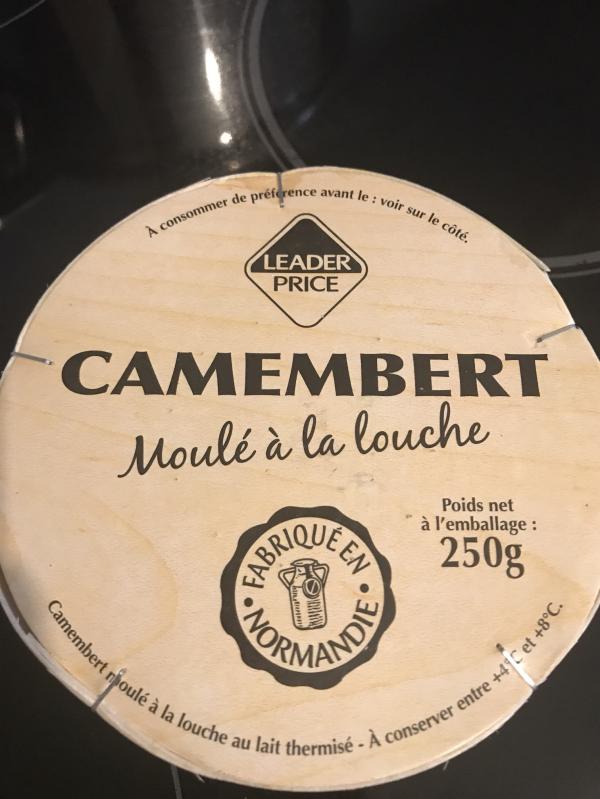 À consommer de préférence avant le : voir sur le côté.
LEADER
PRICE
CAMEMBERT
Moulé à la louche
Poids net
à l'emballage :
250g
• FABRIQUÉ EN •
NORMANDIE
Camembert moulé à la louche au lait thermisé - À conserver entre +4°C et +8°C.